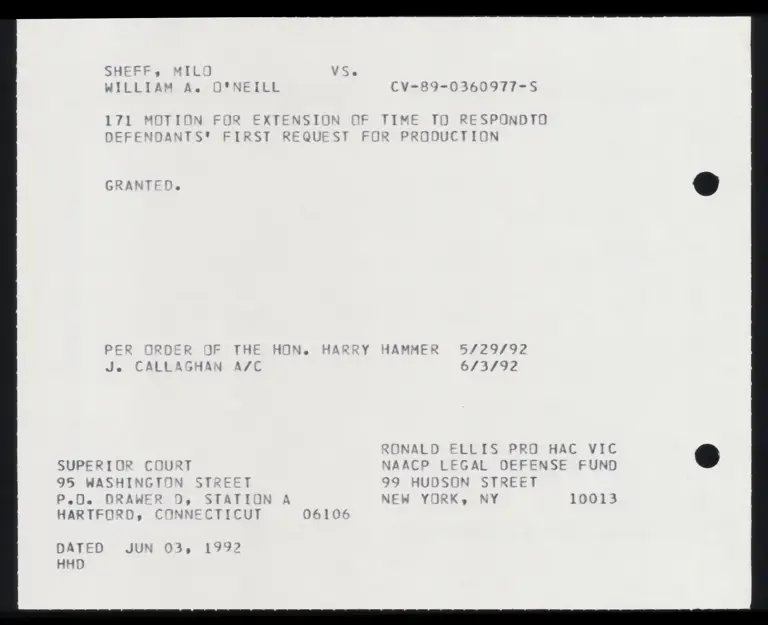 SHEFF, MILO VS.
WILLIAM A. O'NEILL CV-89-0360977-S
171 MOTION FOR EXTENSION OF TIME TO RESPONDTO
DEFENDANTS' FIRST REQUEST FOR PRODUCTION
GRANTED.
PER ORDER OF THE HON. HARRY HAMMER 5/29/92
J. CALLAGHAN A/C 6/3/92
RONALD ELLIS PRO HAC VIC
NAACP LEGAL DEFENSE FUND
99 HUDSON STREET
NEW YORK, NY 10013
SUPERIOR COURT
95 WASHINGTON STREET
P.O. DRAWER D, STATION A
HARTFORD, CONNECTICUT 06106
DATED JUN 03, 1992
HHD